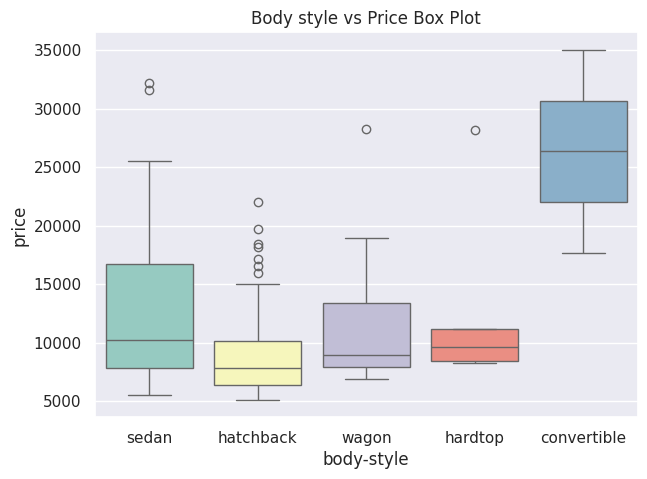 Body style vs Price Box Plot
35000
30000
25000
20000
15000
10000
5000
price
sedan hatchback wagon hardtop convertible
body-style